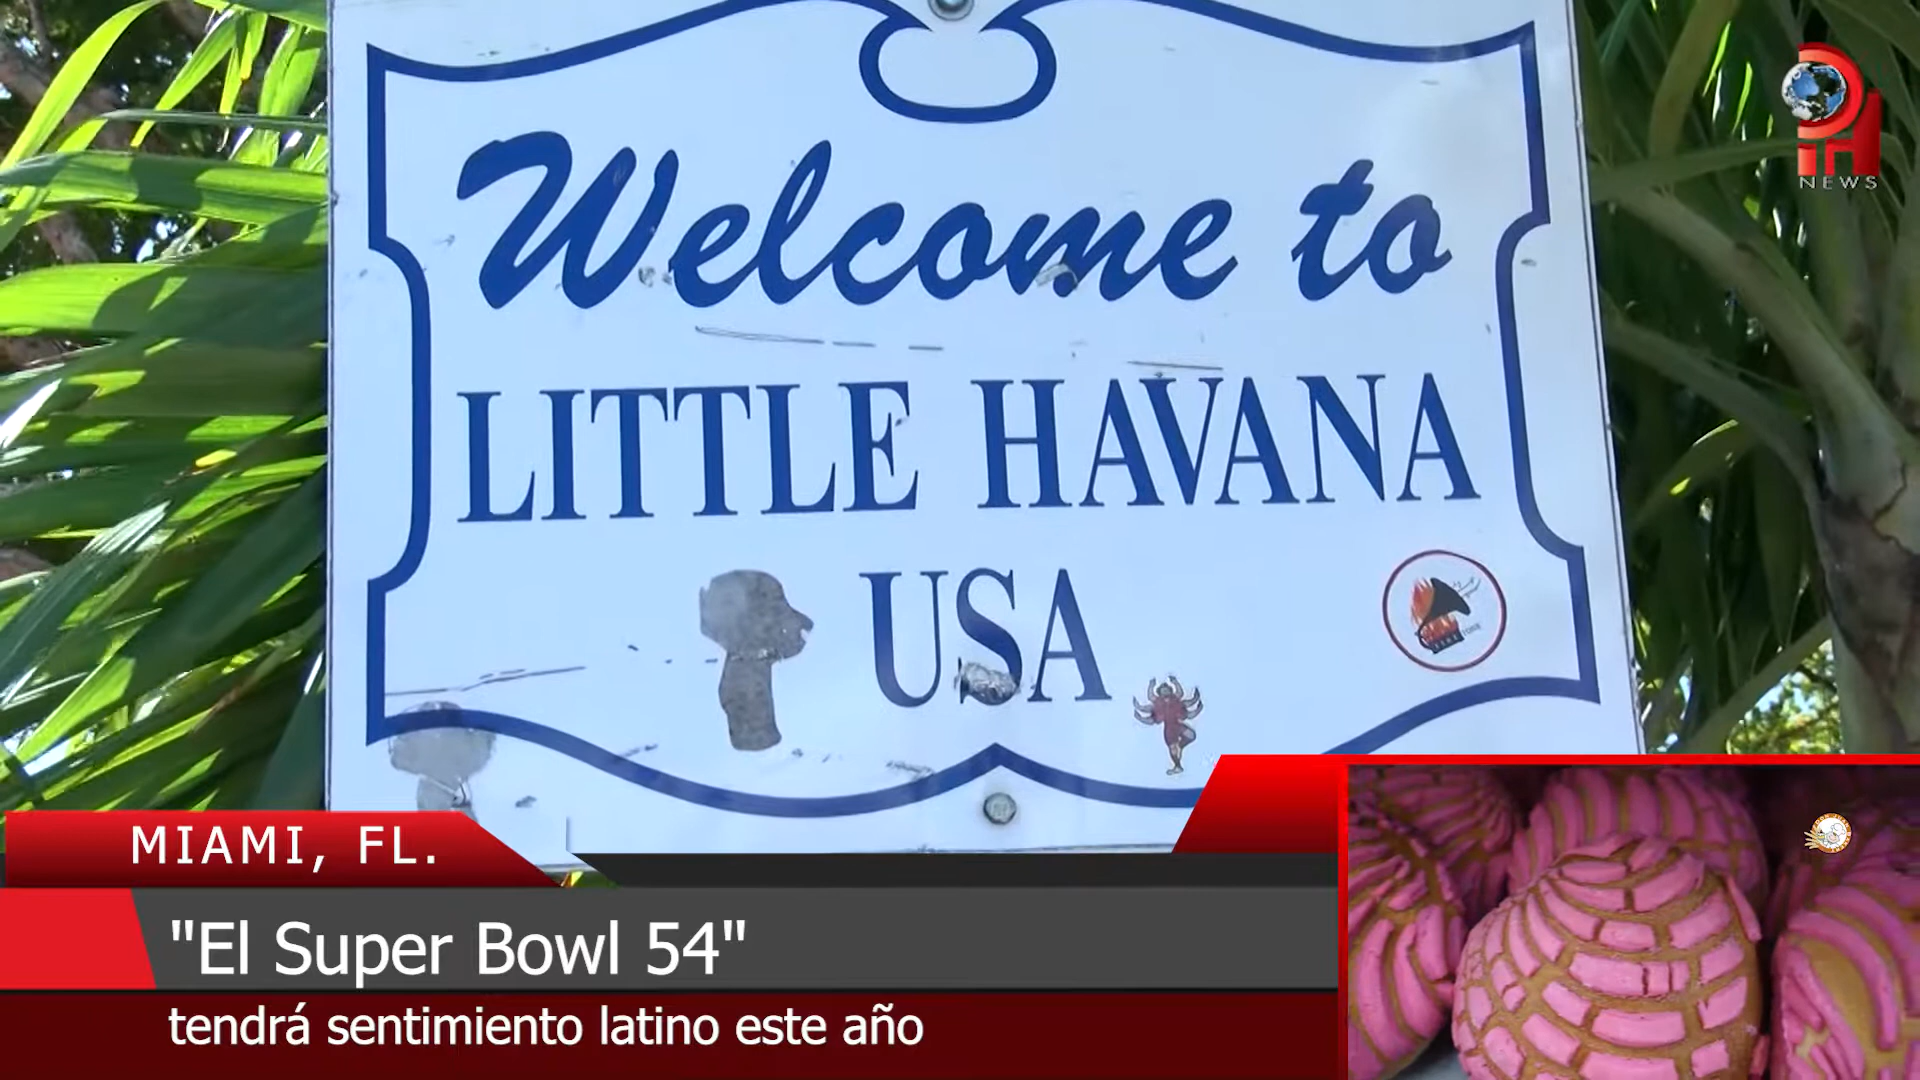 Welcome to
LITTLE HAVANA
USA
NEWS
MIAMI, FL.
"El Super Bowl 54"
tendrá sentimiento latino este año